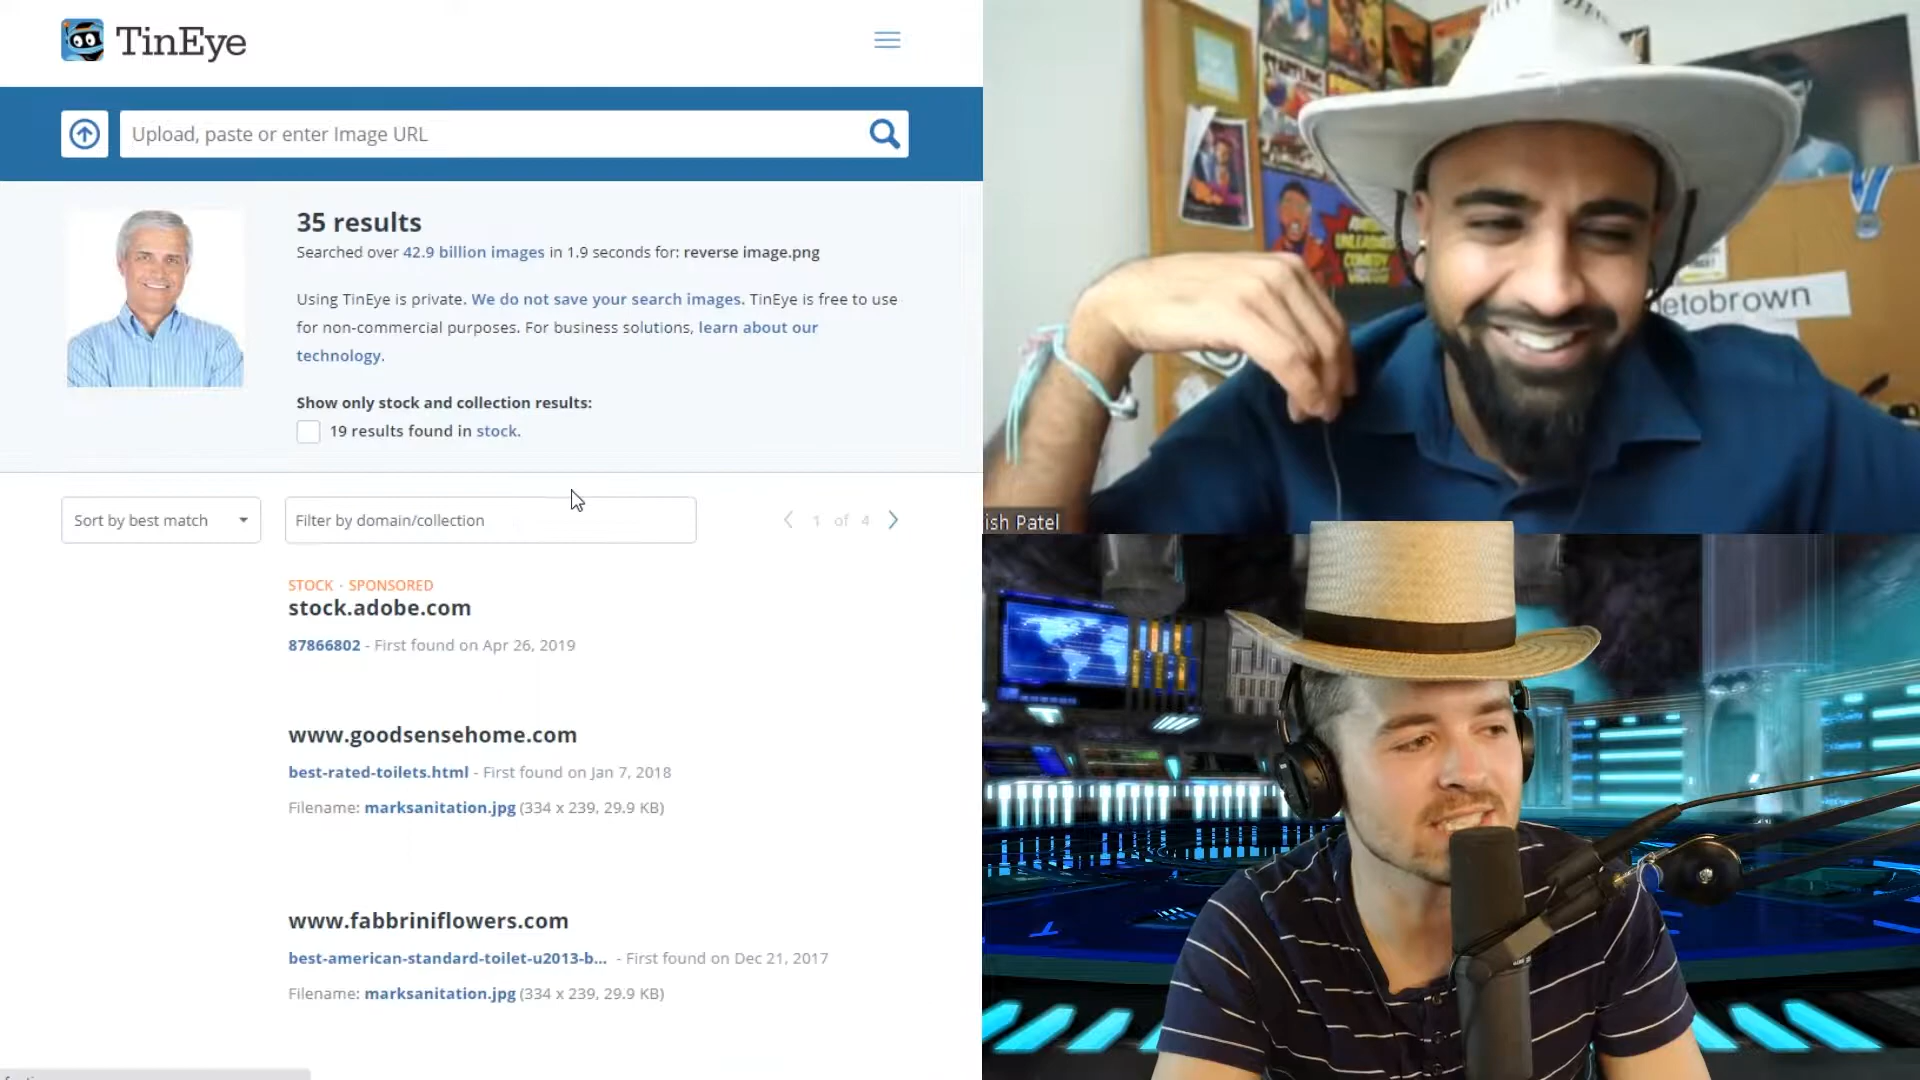 TinEye
Upload, paste or enter Image URL
35 results
Searched over 42.9 billion images in 1.9 seconds for: reverse image.png
Using TinEye is private. We do not save your search images. TinEye is free to use
for non-commercial purposes. For business solutions, learn about our
technology.
Show only stock and collection results:
19 results found in stock.
Sort by best match
Filter by domain/collection
1 of 4
STOCK · SPONSORED
stock.adobe.com
87866802 - First found on Apr 26, 2019
www.goodsensehome.com
best-rated-toilets.html - First found on Jan 7, 2018
Filename: marksanitation.jpg (334 x 239, 29.9 KB)
www.fabbriniflowers.com
best-american-standard-toilet-u2013-b... - First found on Dec 21, 2017
Filename: marksanitation.jpg (334 x 239, 29.9 KB)
STARTLING
UNLEASHED
COMEDY
etobrown
ish Patel